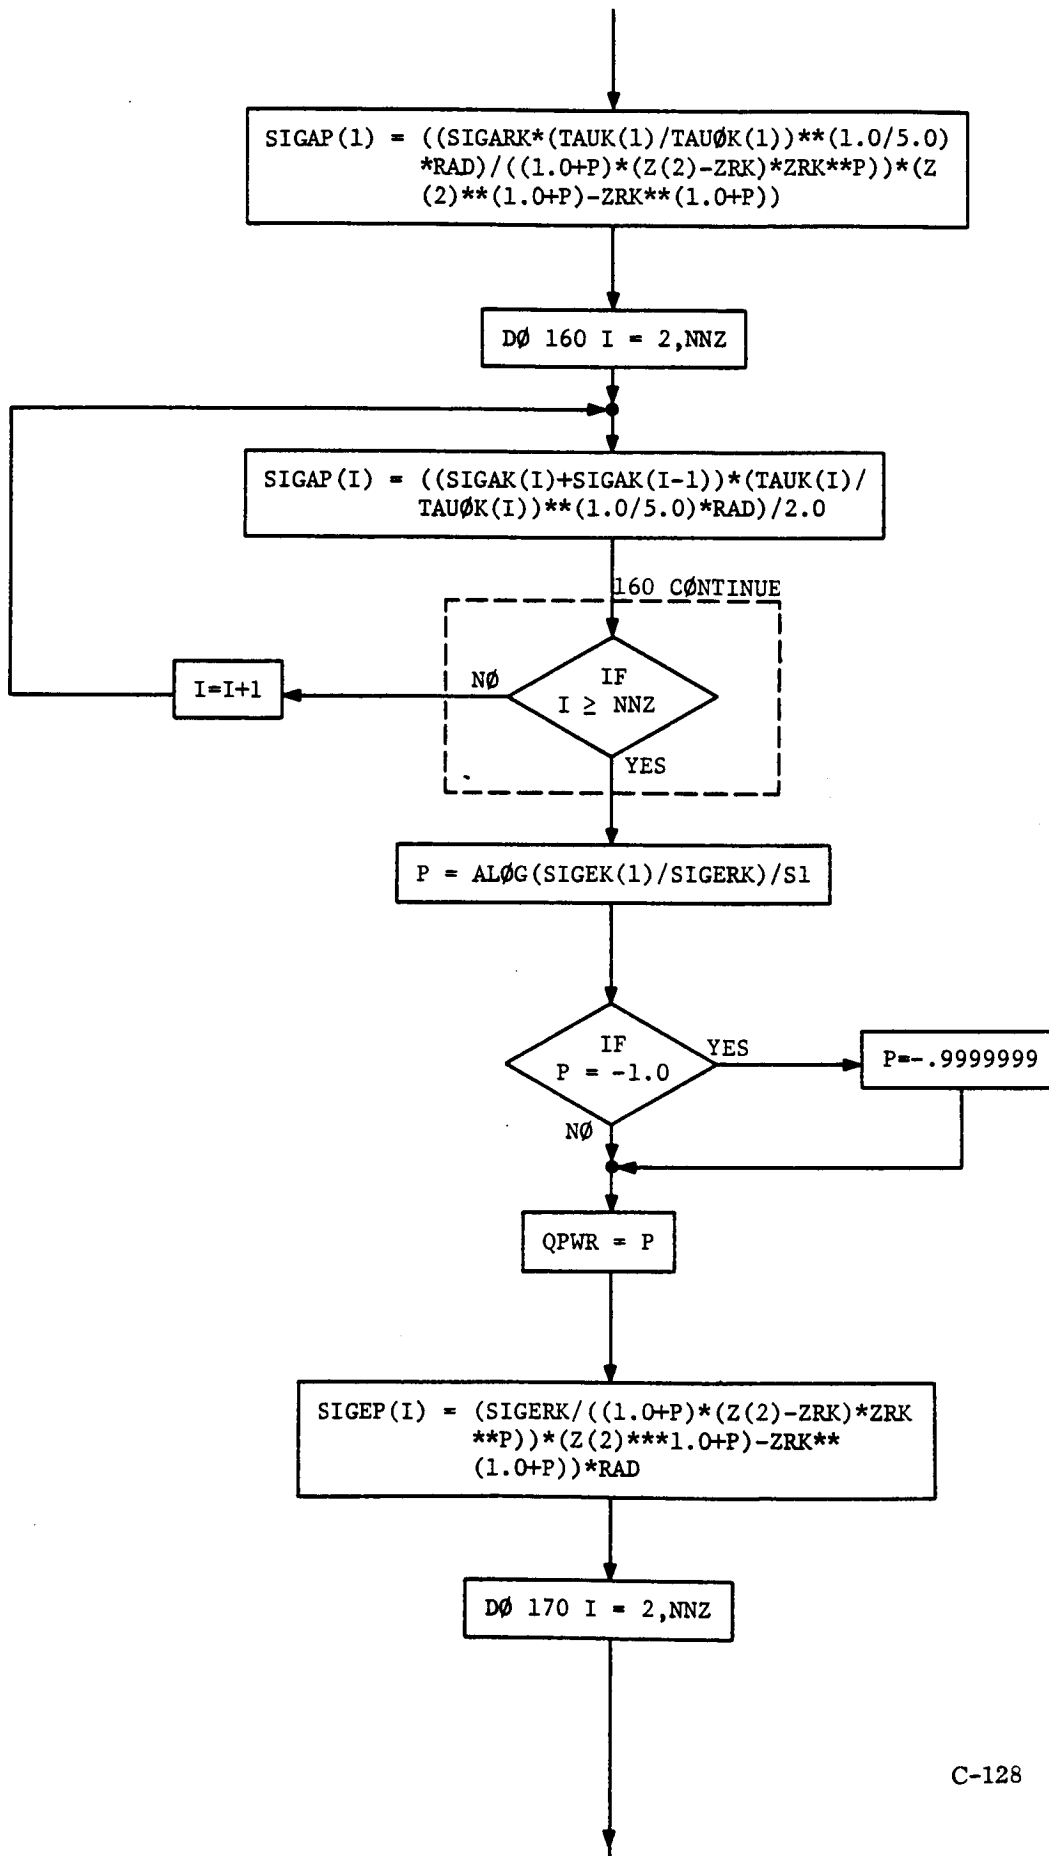 SIGAP(1) = ((SIGARK*(TAUK(1)/TAUØK(1))**(1.0/5.0)
*RAD)/((1.0+P)*(Z(2)-ZRK)*ZRK**P))*(Z
(2)**(1.0+P)-ZRK**(1.0+P))
DØ 160 I = 2,NNZ
SIGAP(I) = ((SIGAK(I)+SIGAK(I-1))*(TAUK(I)/
TAUØK(I))**(1.0/5.0)*RAD)/2.0
160 CØNTINUE
IF
I ≥ NNZ
NØ
I=I+1
YES
P = ALØG(SIGEK(1)/SIGERK)/S1
IF
P = -1.0
YES
P=-.9999999
NØ
QPWR = P
SIGEP(I) = (SIGERK/((1.0+P)*(Z(2)-ZRK)*ZRK
**P))*(Z(2)***1.0+P)-ZRK**
(1.0+P))*RAD
DØ 170 I = 2,NNZ
C-128